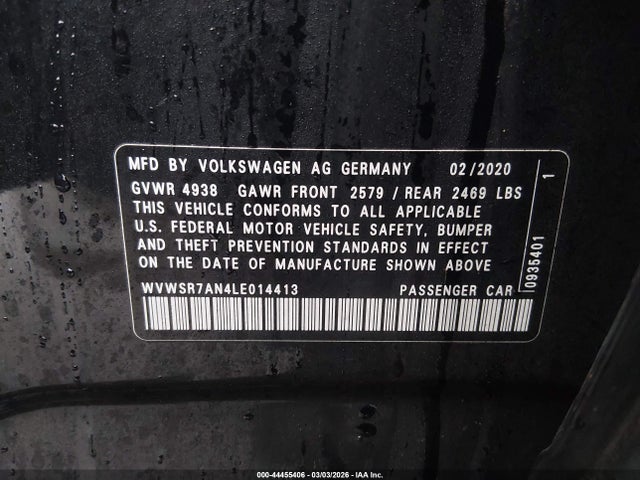 MFD BY VOLKSWAGEN AG GERMANY 02/2020
GVWR 4938 GAWR FRONT 2579 / REAR 2469 LBS
THIS VEHICLE CONFORMS TO ALL APPLICABLE
U.S. FEDERAL MOTOR VEHICLE SAFETY, BUMPER
AND THEFT PREVENTION STANDARDS IN EFFECT
ON THE DATE OF MANUFACTURE SHOWN ABOVE
WVWSR7AN4LE014413 PASSENGER CAR
0935401 1
000-44455406 - 03/03/2026 - IAA Inc.